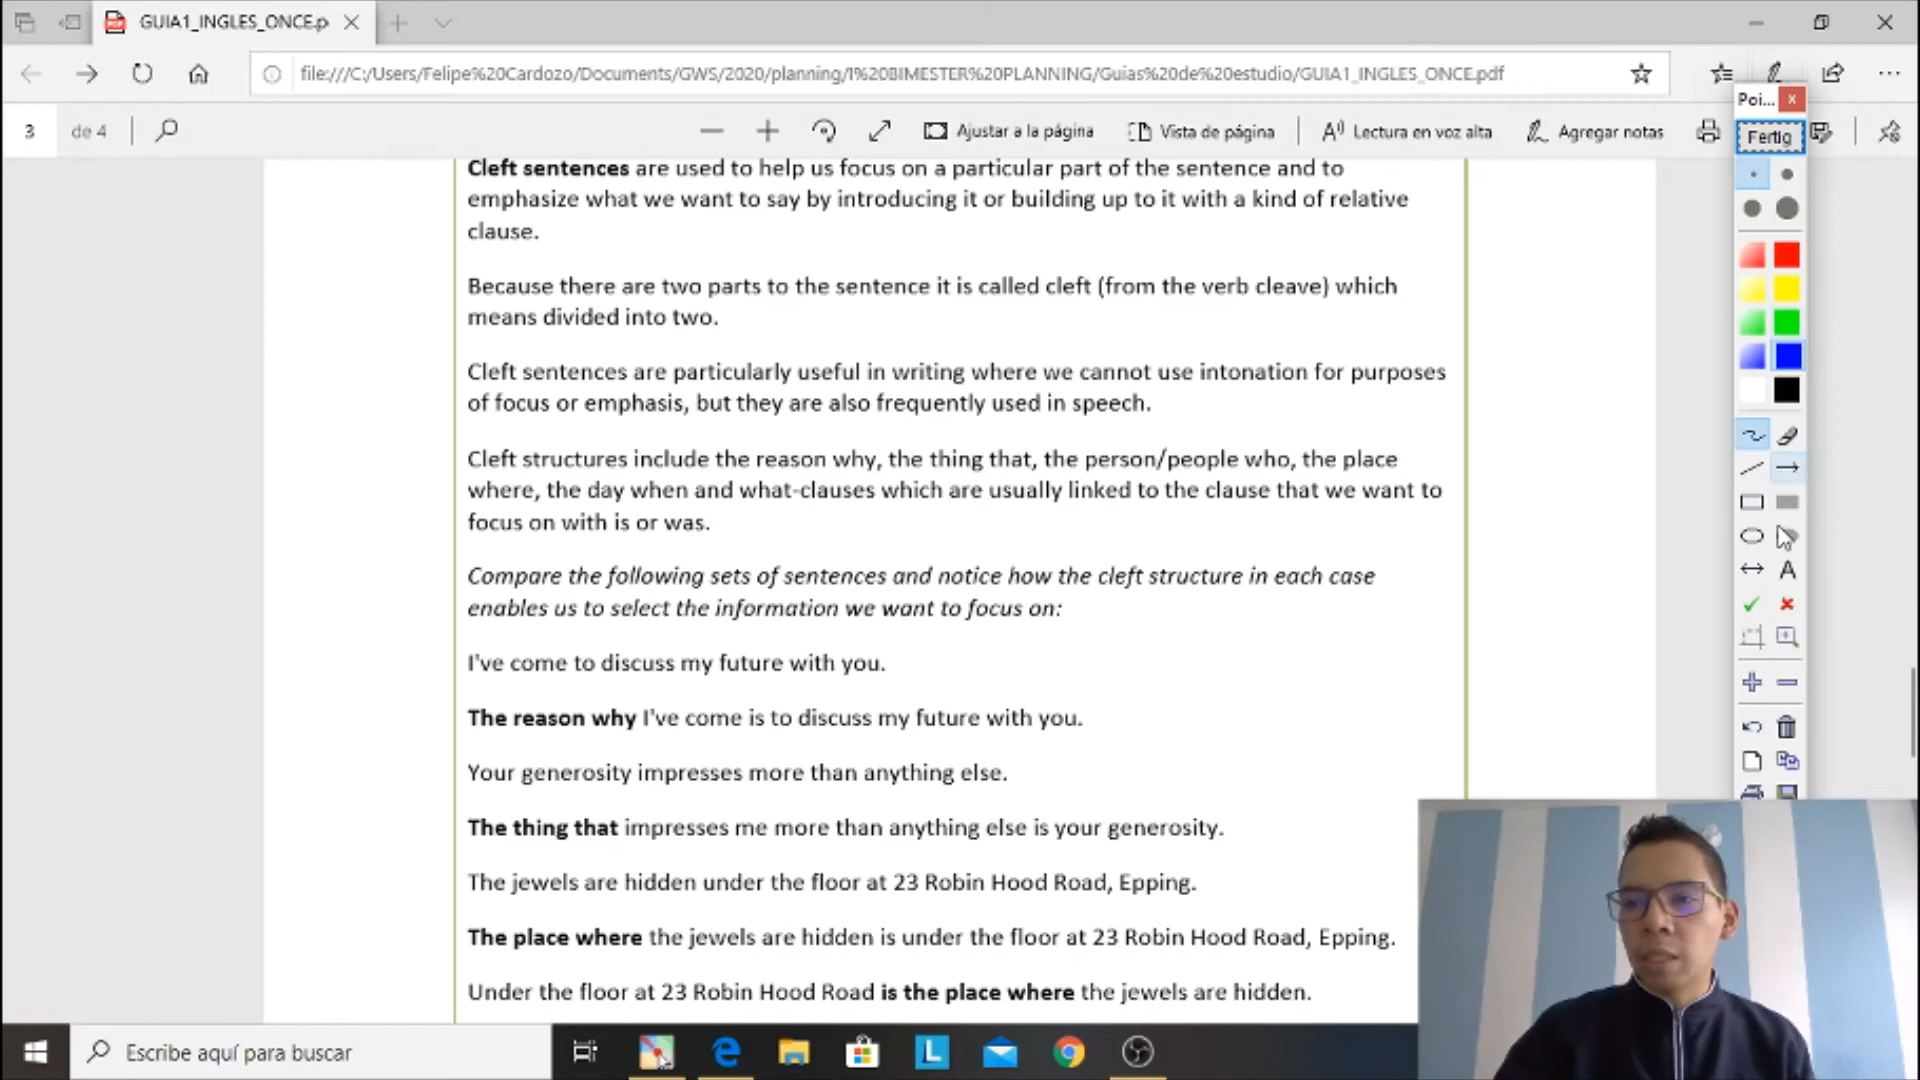 GUIA1_INGLES_ONCE.p
file:///C:/Users/Felipe%20Cardozo/Documents/GWS/2020/planning/I%20BIMESTER%20PLANNING/Guias%20de%20estudio/GUIA1_INGLES_ONCE.pdf
Poi...
3 de 4
Ajustar a la página
Vista de página
Lectura en voz alta
Agregar notas
Fertig
Cleft sentences are used to help us focus on a particular part of the sentence and to
emphasize what we want to say by introducing it or building up to it with a kind of relative
clause.
Because there are two parts to the sentence it is called cleft (from the verb cleave) which
means divided into two.
Cleft sentences are particularly useful in writing where we cannot use intonation for purposes
of focus or emphasis, but they are also frequently used in speech.
Cleft structures include the reason why, the thing that, the person/people who, the place
where, the day when and what-clauses which are usually linked to the clause that we want to
focus on with is or was.
Compare the following sets of sentences and notice how the cleft structure in each case
enables us to select the information we want to focus on:
I've come to discuss my future with you.
The reason why I've come is to discuss my future with you.
Your generosity impresses more than anything else.
The thing that impresses me more than anything else is your generosity.
The jewels are hidden under the floor at 23 Robin Hood Road, Epping.
The place where the jewels are hidden is under the floor at 23 Robin Hood Road, Epping.
Under the floor at 23 Robin Hood Road is the place where the jewels are hidden.
Escribe aquí para buscar